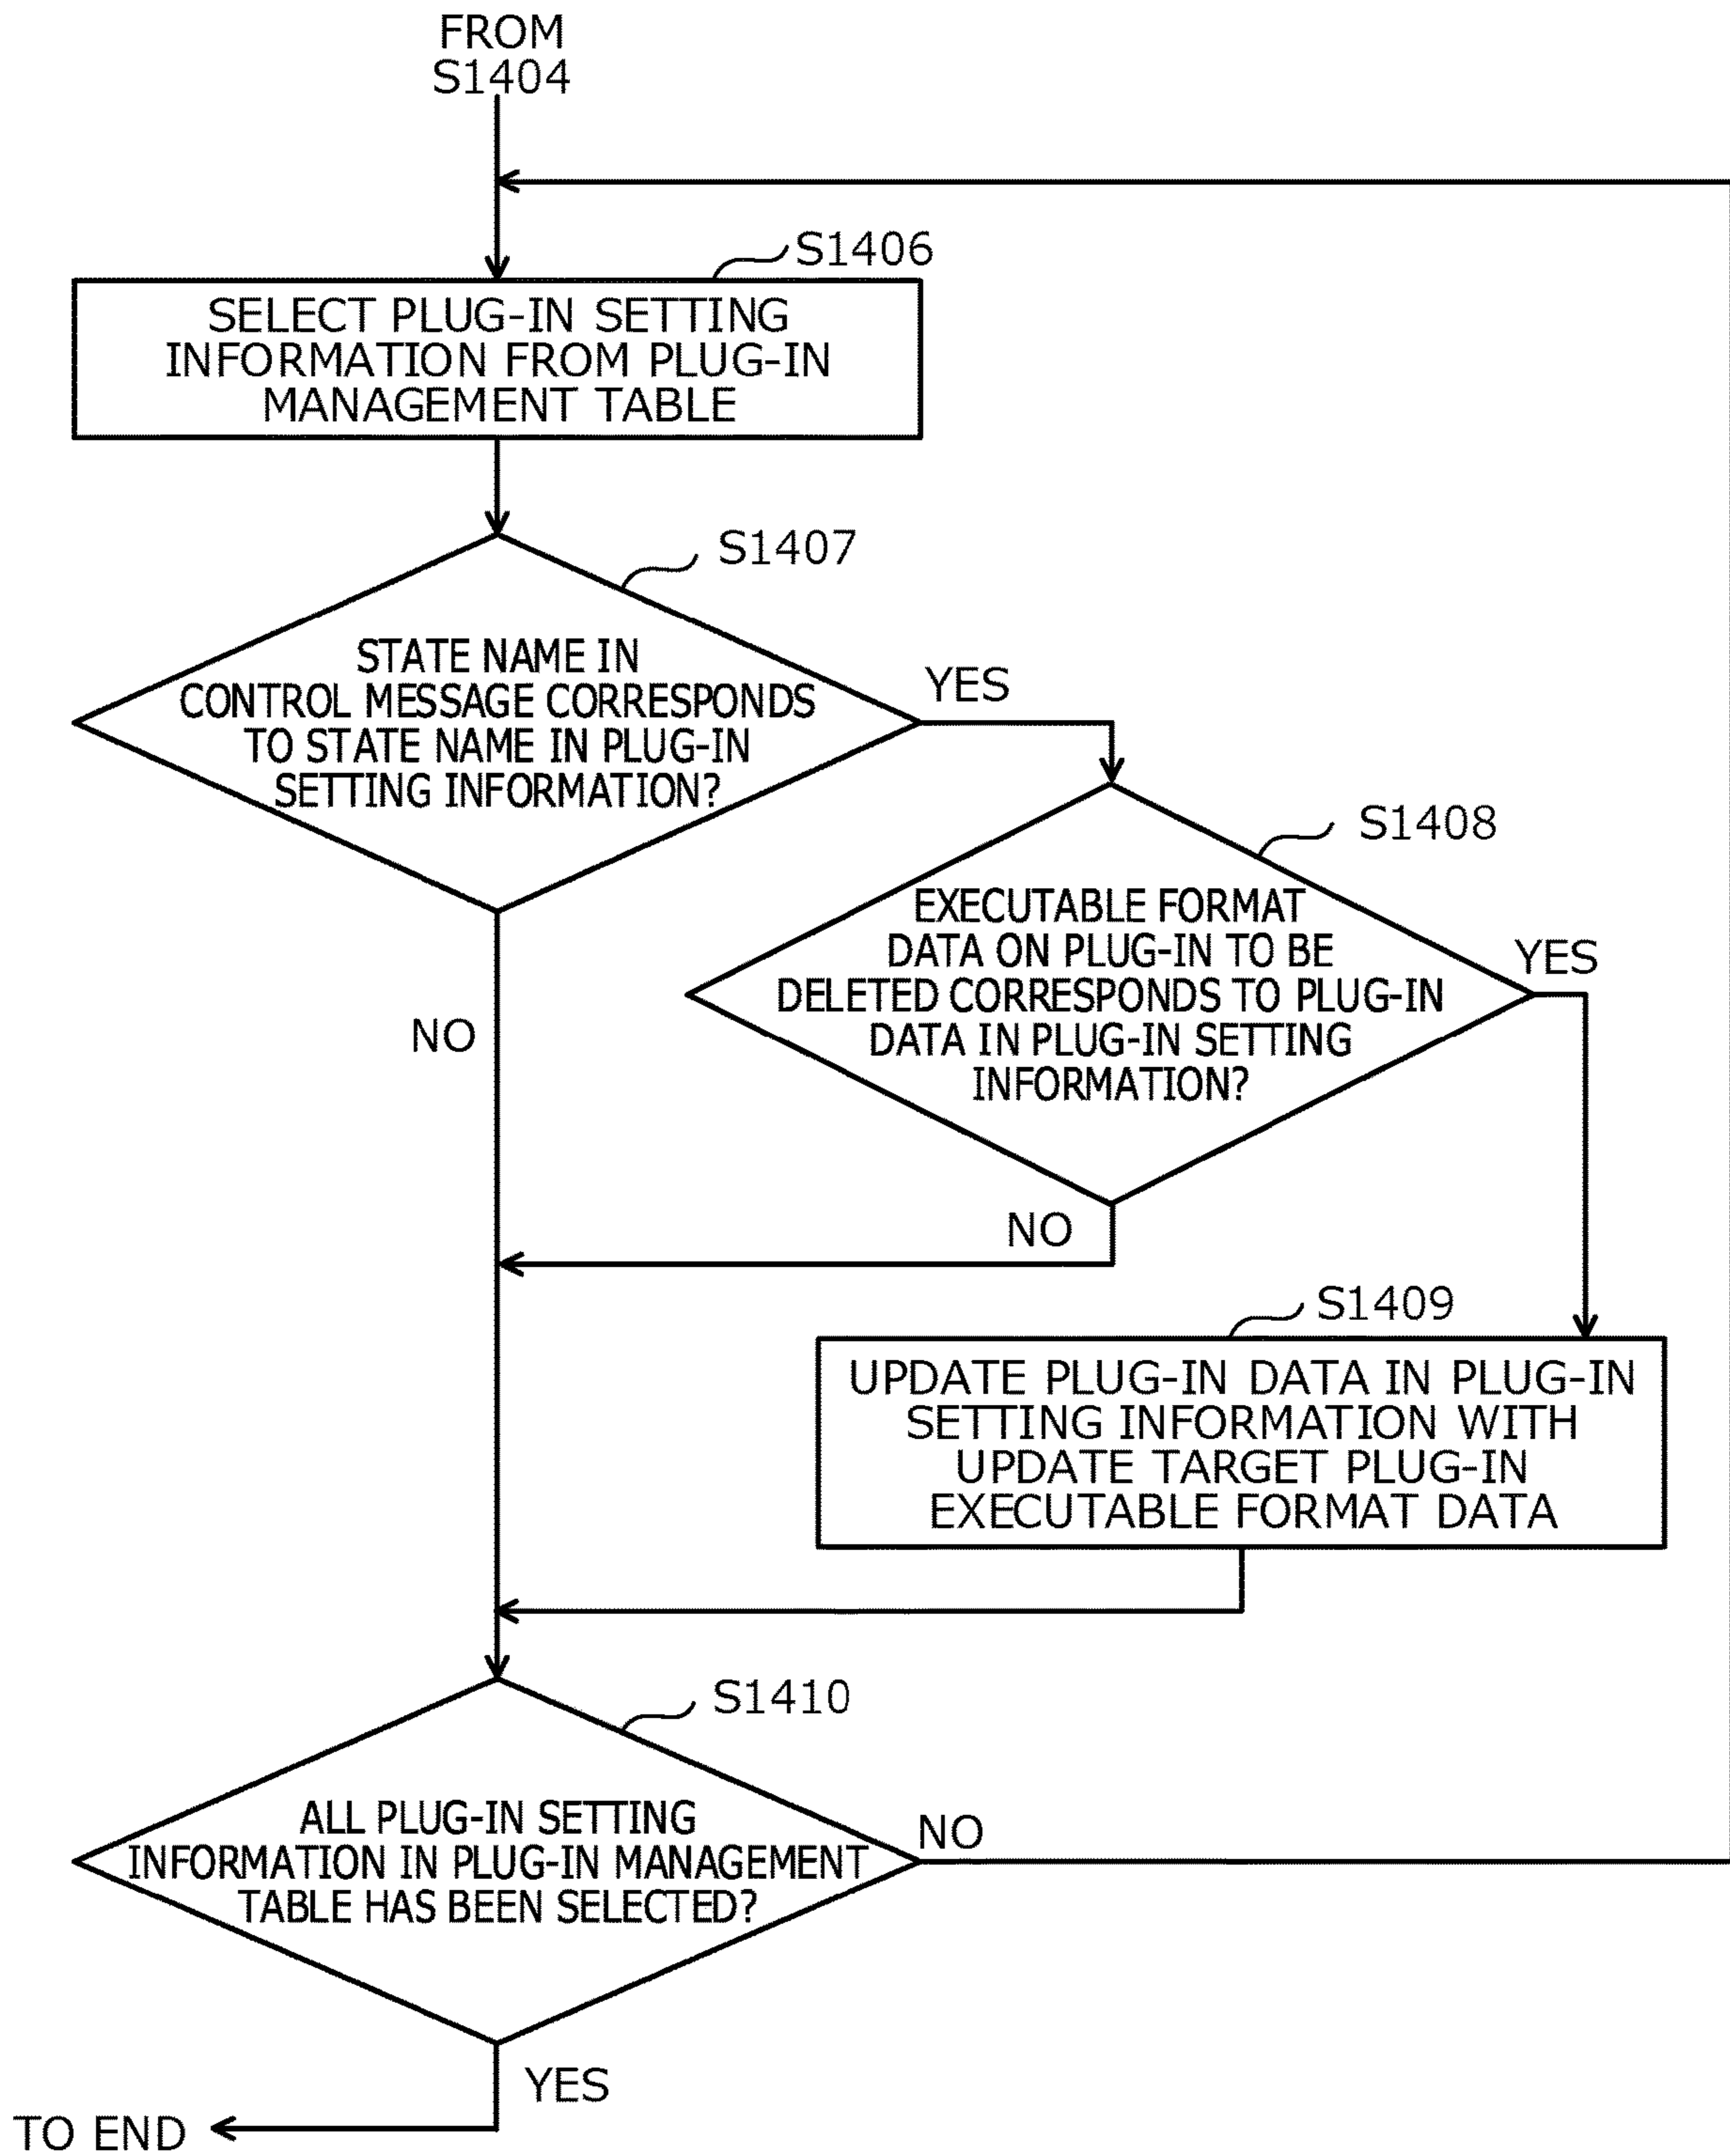 FROM
S1404
S1406
SELECT PLUG-IN SETTING
INFORMATION FROM PLUG-IN
MANAGEMENT TABLE
S1407
STATE NAME IN
CONTROL MESSAGE CORRESPONDS
TO STATE NAME IN PLUG-IN
SETTING INFORMATION?
YES
NO
S1408
EXECUTABLE FORMAT
DATA ON PLUG-IN TO BE
DELETED CORRESPONDS TO PLUG-IN
DATA IN PLUG-IN SETTING
INFORMATION?
YES
NO
S1409
UPDATE PLUG-IN DATA IN PLUG-IN
SETTING INFORMATION WITH
UPDATE TARGET PLUG-IN
EXECUTABLE FORMAT DATA
S1410
ALL PLUG-IN SETTING
INFORMATION IN PLUG-IN MANAGEMENT
TABLE HAS BEEN SELECTED?
NO
YES
TO END